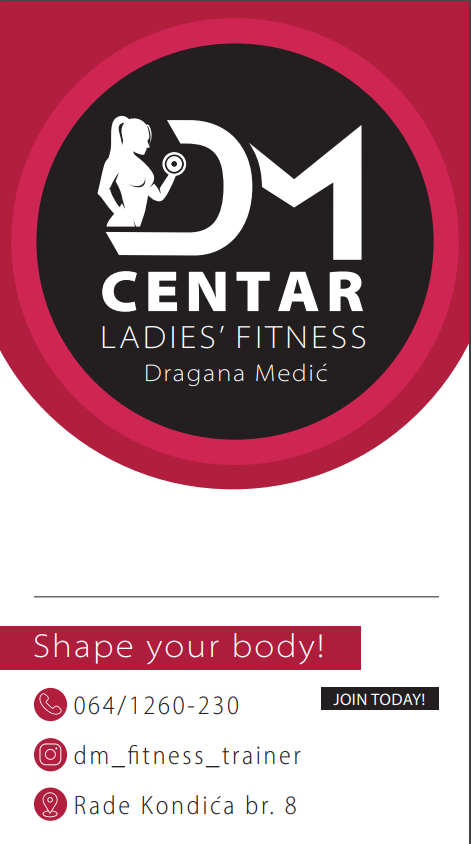 DM
CENTAR
LADIES’ FITNESS
Dragana Medić
Shape your body!
064/1260-230
JOIN TODAY!
dm_fitness_trainer
Rade Kondića br. 8